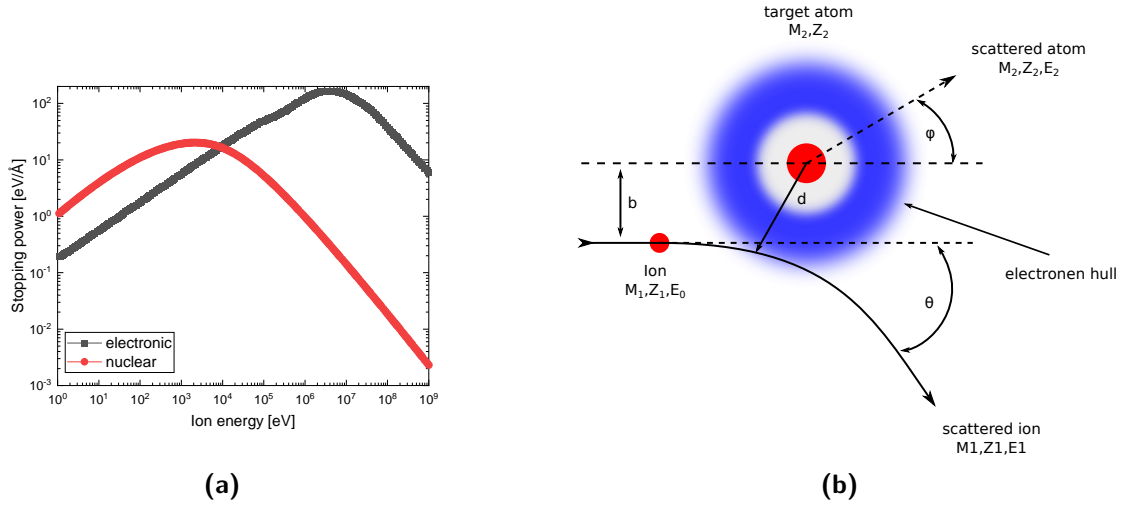 Stopping power [eV/Å]
10²
10¹
10⁰
10⁻¹
10⁻²
10⁻³
electronic
nuclear
10⁰ 10¹ 10² 10³ 10⁴ 10⁵ 10⁶ 10⁷ 10⁸ 10⁹
Ion energy [eV]
(a)
target atom
M₂,Z₂
scattered atom
M₂,Z₂,E₂
φ
b
d
Ion
M₁,Z₁,E₀
electronen hull
θ
scattered ion
M1,Z1,E1
(b)